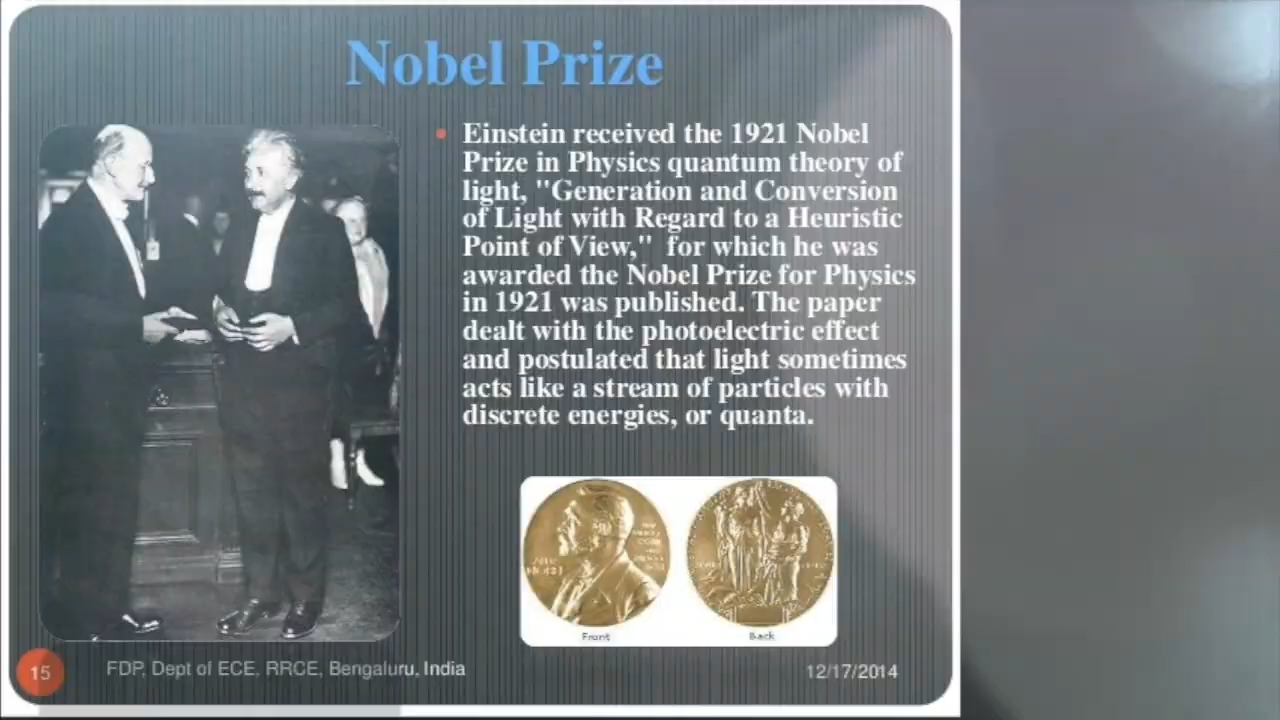 Nobel Prize
Einstein received the 1921 Nobel
Prize in Physics quantum theory of
light, "Generation and Conversion
of Light with Regard to a Heuristic
Point of View,"  for which he was
awarded the Nobel Prize for Physics
in 1921 was published. The paper
dealt with the photoelectric effect
and postulated that light sometimes
acts like a stream of particles with
discrete energies, or quanta.
Front
Back
15
FDP, Dept of ECE, RRCE, Bengaluru, India
12/17/2014